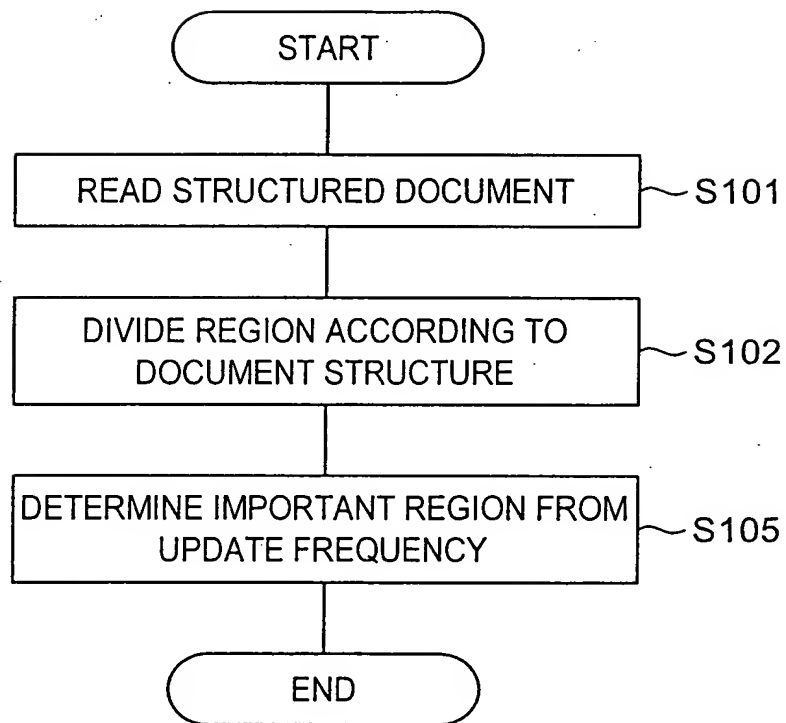 START
READ STRUCTURED DOCUMENT
S101
DIVIDE REGION ACCORDING TO
DOCUMENT STRUCTURE
S102
DETERMINE IMPORTANT REGION FROM
UPDATE FREQUENCY
S105
END